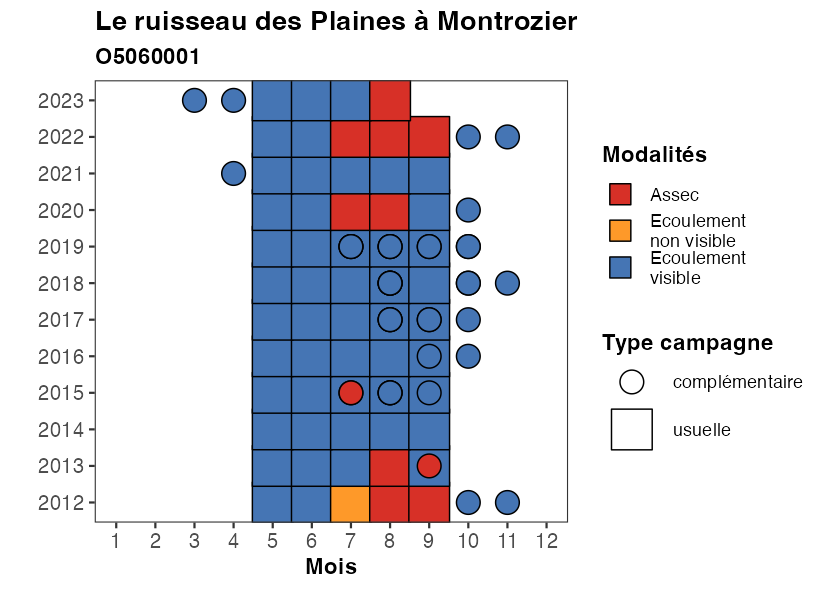 Le ruisseau des Plaines à Montrozier
O5060001
2023
2022
2021
2020
2019
2018
2017
2016
2015
2014
2013
2012
1 2 3 4 5 6 7 8 9 10 11 12
Mois
Modalités
Assec
Ecoulement
non visible
Ecoulement
visible
Type campagne
complémentaire
usuelle